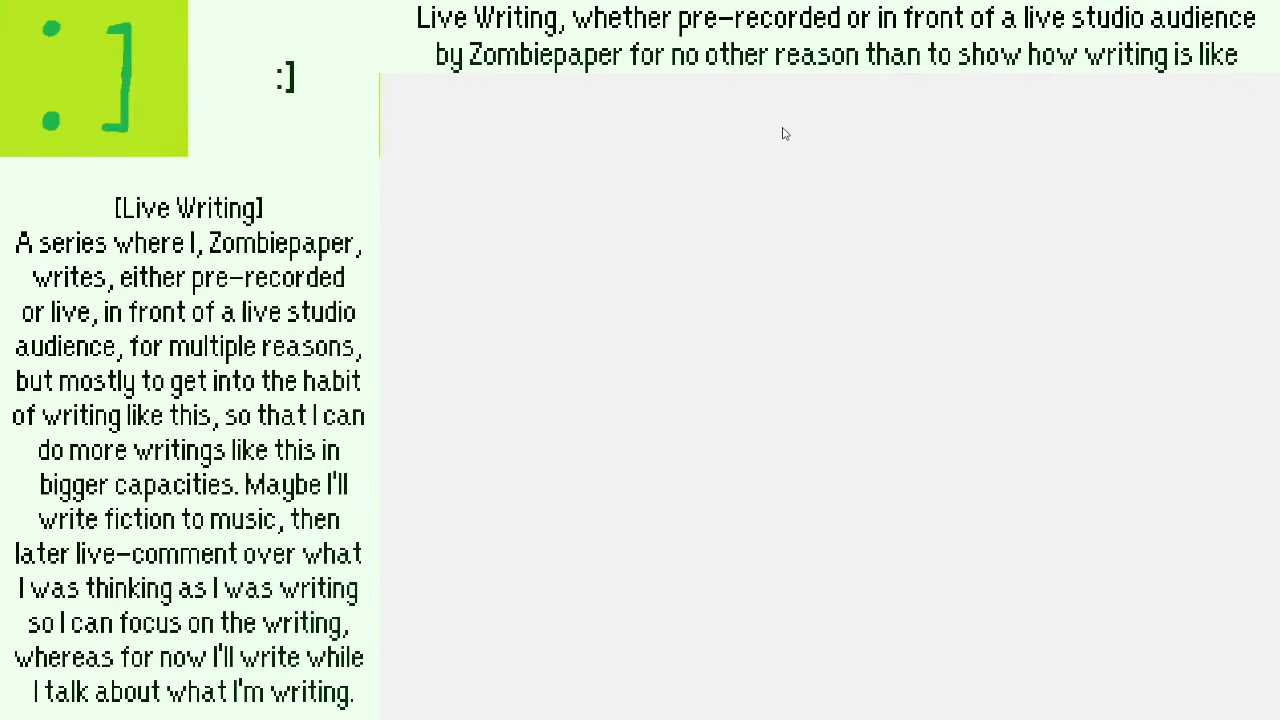 :]
:]
Live Writing, whether pre-recorded or in front of a live studio audience
by Zombiepaper for no other reason than to show how writing is like
[Live Writing]
A series where I, Zombiepaper,
writes, either pre-recorded
or live, in front of a live studio
audience, for multiple reasons,
but mostly to get into the habit
of writing like this, so that I can
do more writings like this in
bigger capacities. Maybe I'll
write fiction to music, then
later live-comment over what
I was thinking as I was writing
so I can focus on the writing,
whereas for now I'll write while
I talk about what I'm writing.